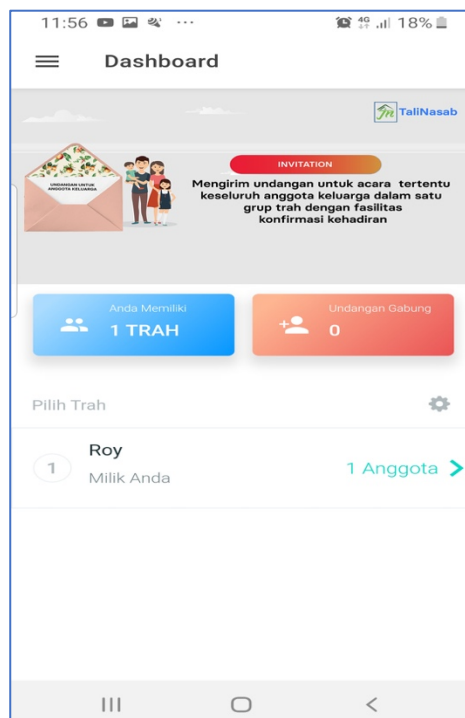 11:56 ... 4G 18%
Dashboard
TaliNasab
UNDANGAN UNTUK
ANGGOTA KELUARGA
INVITATION
Mengirim undangan untuk acara tertentu
keseluruh anggota keluarga dalam satu
grup trah dengan fasilitas
konfirmasi kehadiran
Anda Memiliki
1 TRAH
Undangan Gabung
0
Pilih Trah
1
Roy
Milik Anda
1 Anggota